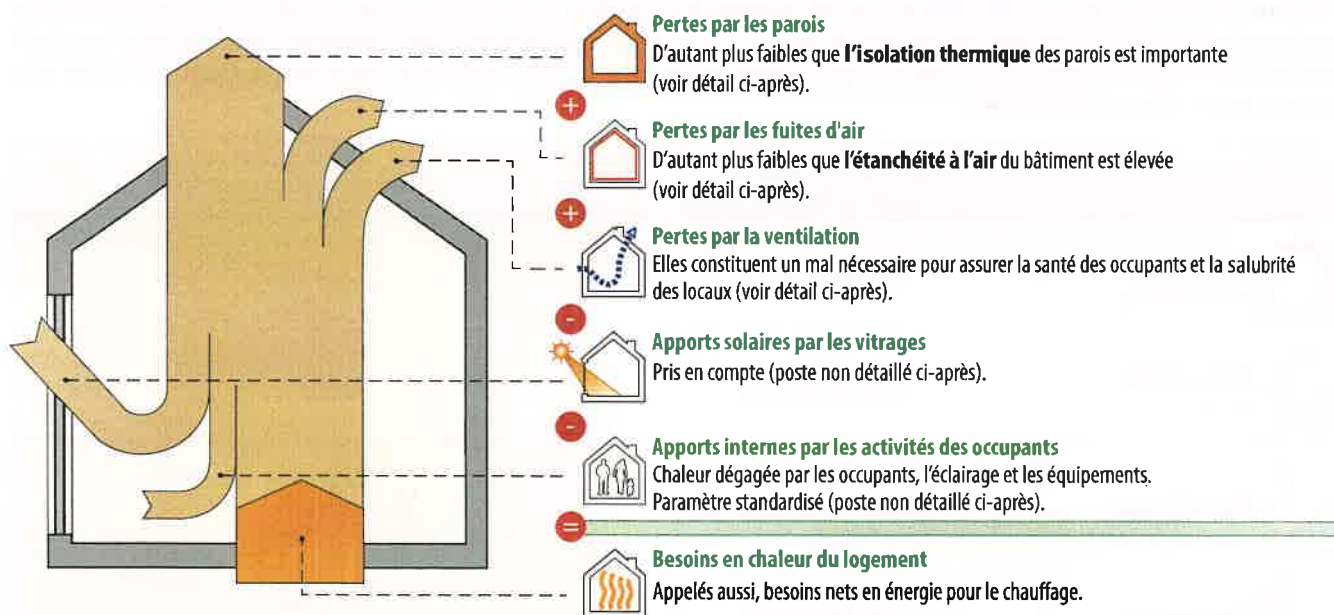 Pertes par les parois
D'autant plus faibles que l'isolation thermique des parois est importante
(voir détail ci-après).
+
Pertes par les fuites d'air
D'autant plus faibles que l'étanchéité à l'air du bâtiment est élevée
(voir détail ci-après).
+
Pertes par la ventilation
Elles constituent un mal nécessaire pour assurer la santé des occupants et la salubrité
des locaux (voir détail ci-après).
-
Apports solaires par les vitrages
Pris en compte (poste non détaillé ci-après).
-
Apports internes par les activités des occupants
Chaleur dégagée par les occupants, l'éclairage et les équipements.
Paramètre standardisé (poste non détaillé ci-après).
=
Besoins en chaleur du logement
Appelés aussi, besoins nets en énergie pour le chauffage.